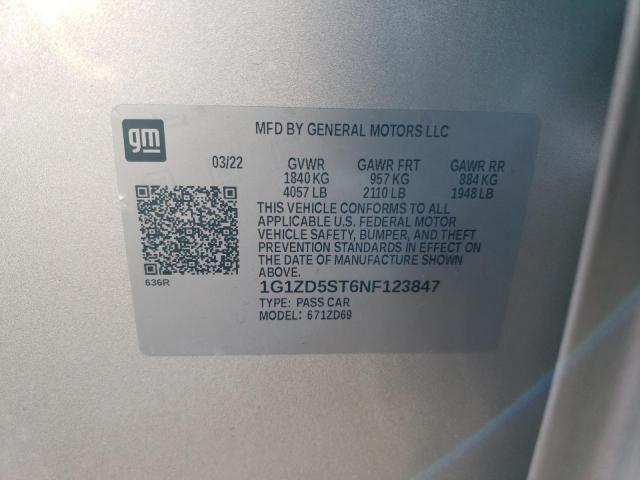 gm
MFD BY GENERAL MOTORS LLC
03/22 GVWR GAWR FRT GAWR RR
1840 KG 957 KG 884 KG
4057 LB 2110 LB 1948 LB
THIS VEHICLE CONFORMS TO ALL
APPLICABLE U.S. FEDERAL MOTOR
VEHICLE SAFETY, BUMPER, AND THEFT
PREVENTION STANDARDS IN EFFECT ON
THE DATE OF MANUFACTURE SHOWN
ABOVE.
636R
1G1ZD5ST6NF123847
TYPE: PASS CAR
MODEL: 671ZD69